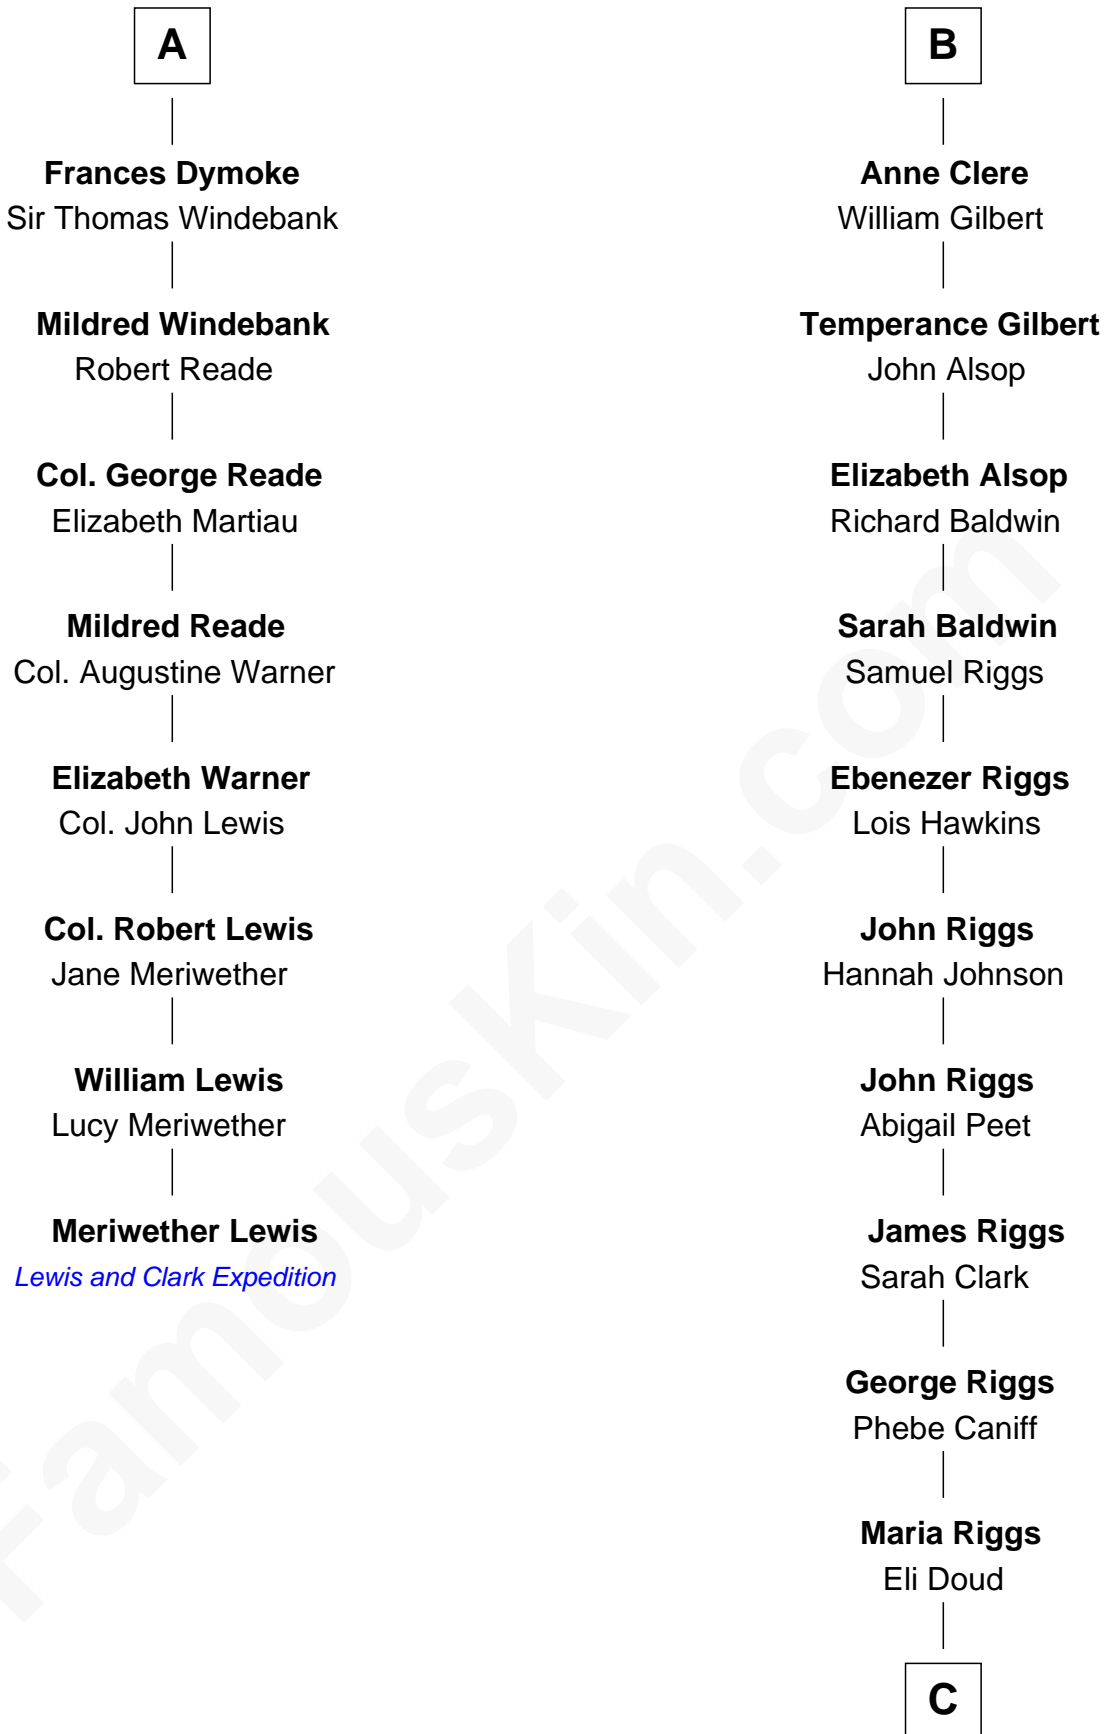 A
Frances Dymoke
Sir Thomas Windebank
Mildred Windebank
Robert Reade
Col. George Reade
Elizabeth Martiau
Mildred Reade
Col. Augustine Warner
Elizabeth Warner
Col. John Lewis
Col. Robert Lewis
Jane Meriwether
William Lewis
Lucy Meriwether
Meriwether Lewis
Lewis and Clark Expedition
B
Anne Clere
William Gilbert
Temperance Gilbert
John Alsop
Elizabeth Alsop
Richard Baldwin
Sarah Baldwin
Samuel Riggs
Ebenezer Riggs
Lois Hawkins
John Riggs
Hannah Johnson
John Riggs
Abigail Peet
James Riggs
Sarah Clark
George Riggs
Phebe Caniff
Maria Riggs
Eli Doud
C
FamousKin.com